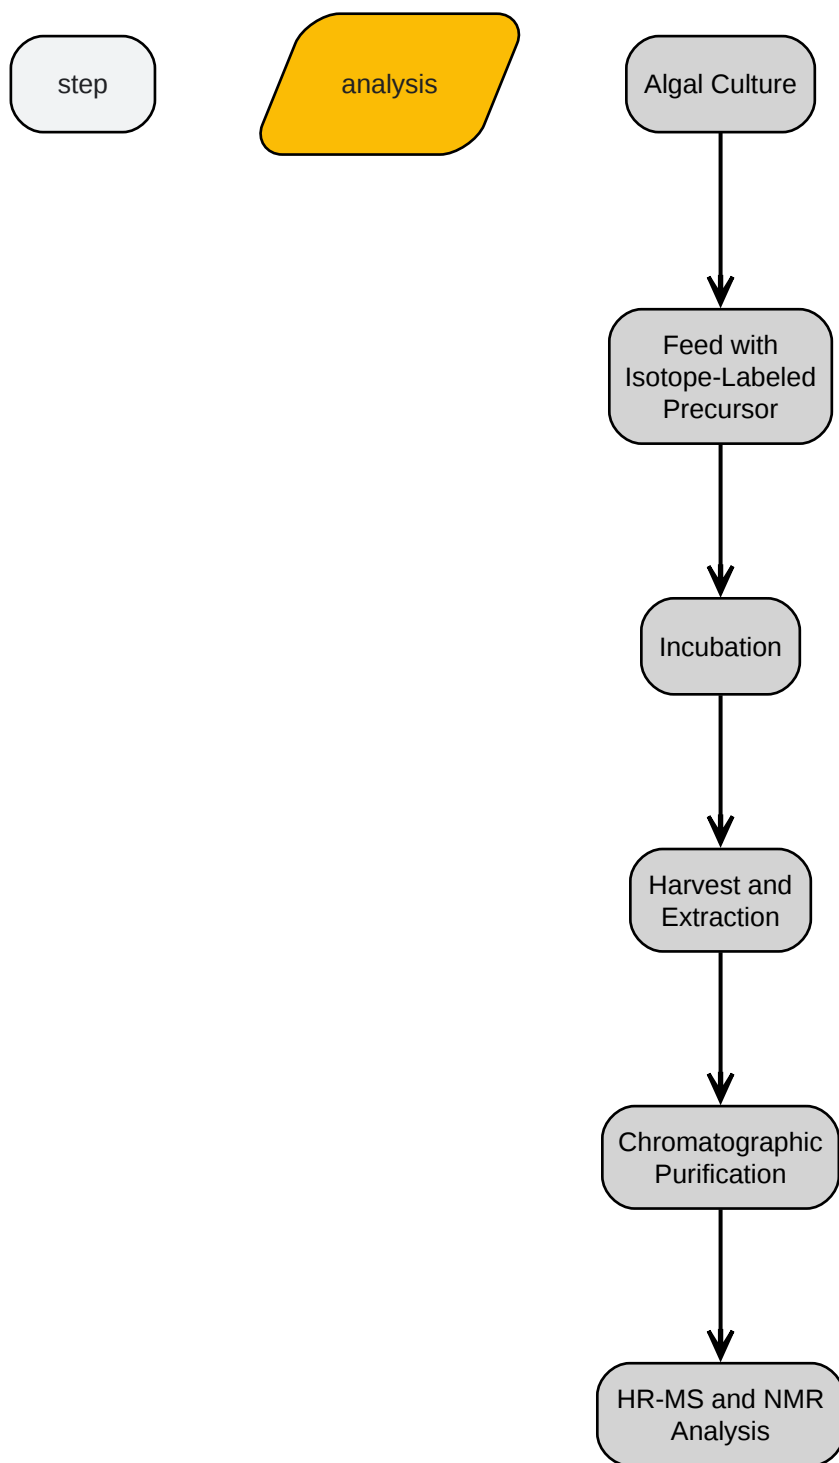 step
analysis
Algal Culture
Feed with
Isotope-Labeled
Precursor
Incubation
Harvest and
Extraction
Chromatographic
Purification
HR-MS and NMR
Analysis